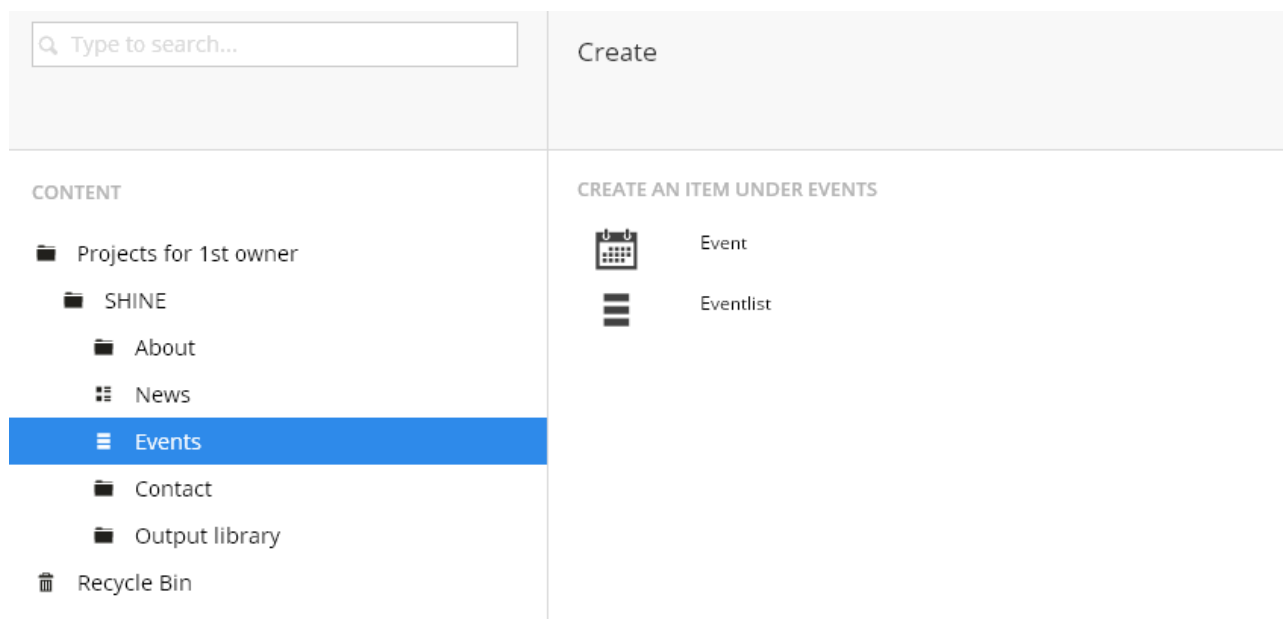 Type to search...
Create
CONTENT
Projects for 1st owner
SHINE
About
News
Events
Contact
Output library
Recycle Bin
CREATE AN ITEM UNDER EVENTS
Event
Eventlist